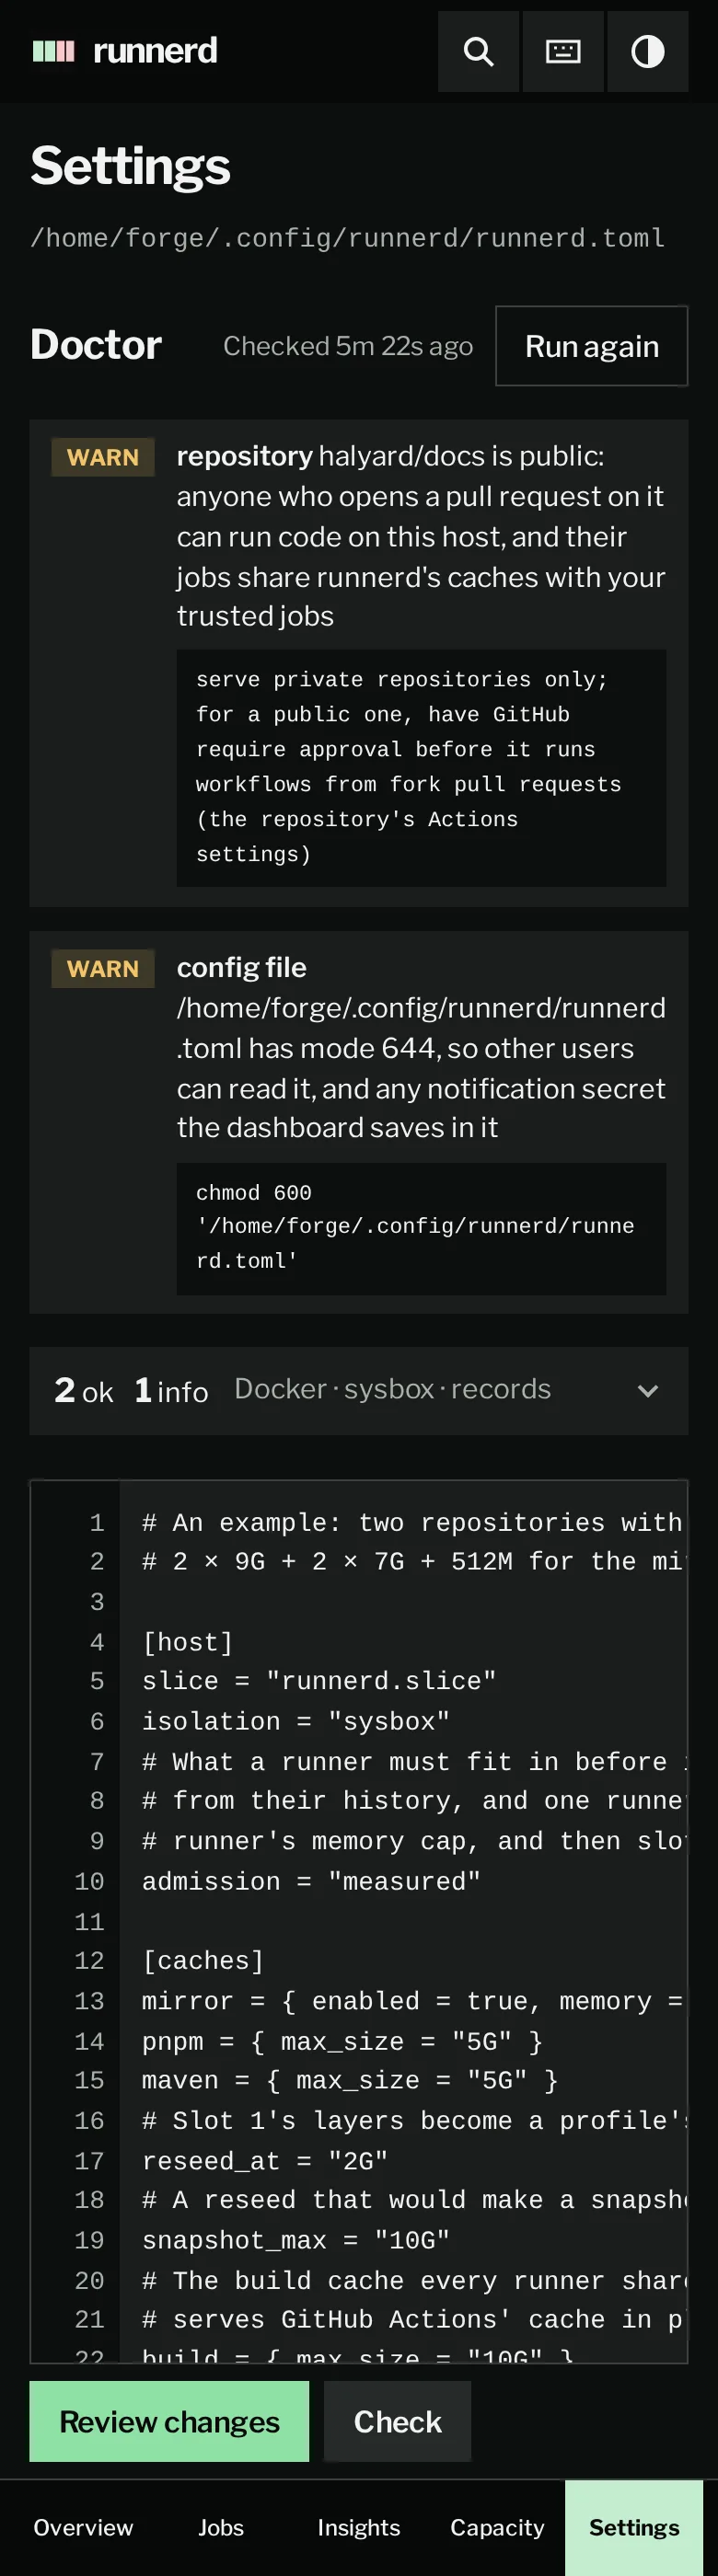 runnerd
Settings
/home/forge/.config/runnerd/runnerd.toml
Doctor
Checked 5m 22s ago
Run again
WARN
repository halyard/docs is public:
anyone who opens a pull request on it
can run code on this host, and their
jobs share runnerd's caches with your
trusted jobs
serve private repositories only;
for a public one, have GitHub
require approval before it runs
workflows from fork pull requests
(the repository's Actions
settings)
WARN
config file
/home/forge/.config/runnerd/runnerd
.toml has mode 644, so other users
can read it, and any notification secret
the dashboard saves in it
chmod 600
'/home/forge/.config/runnerd/runne
rd.toml'
2 ok 1 info Docker · sysbox · records
1 # An example: two repositories with
2 # 2 × 9G + 2 × 7G + 512M for the mi
3
4 [host]
5 slice = "runnerd.slice"
6 isolation = "sysbox"
7 # What a runner must fit in before
8 # from their history, and one runne
9 # runner's memory cap, and then slo
10 admission = "measured"
11
12 [caches]
13 mirror = { enabled = true, memory =
14 pnpm = { max_size = "5G" }
15 maven = { max_size = "5G" }
16 # Slot 1's layers become a profile'
17 reseed_at = "2G"
18 # A reseed that would make a snapsh
19 snapshot_max = "10G"
20 # The build cache every runner shar
21 # serves GitHub Actions' cache in p
22 build = { max_size = "10G" }
Review changes
Check
Overview
Jobs
Insights
Capacity
Settings